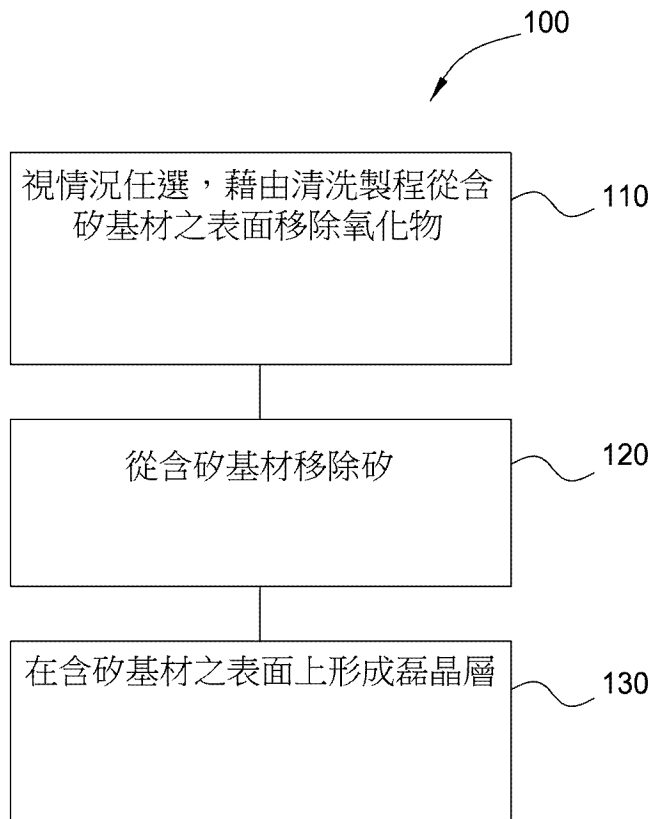 100
視情況任選，藉由清洗製程從含
矽基材之表面移除氧化物
110
從含矽基材移除矽
120
在含矽基材之表面上形成磊晶層
130